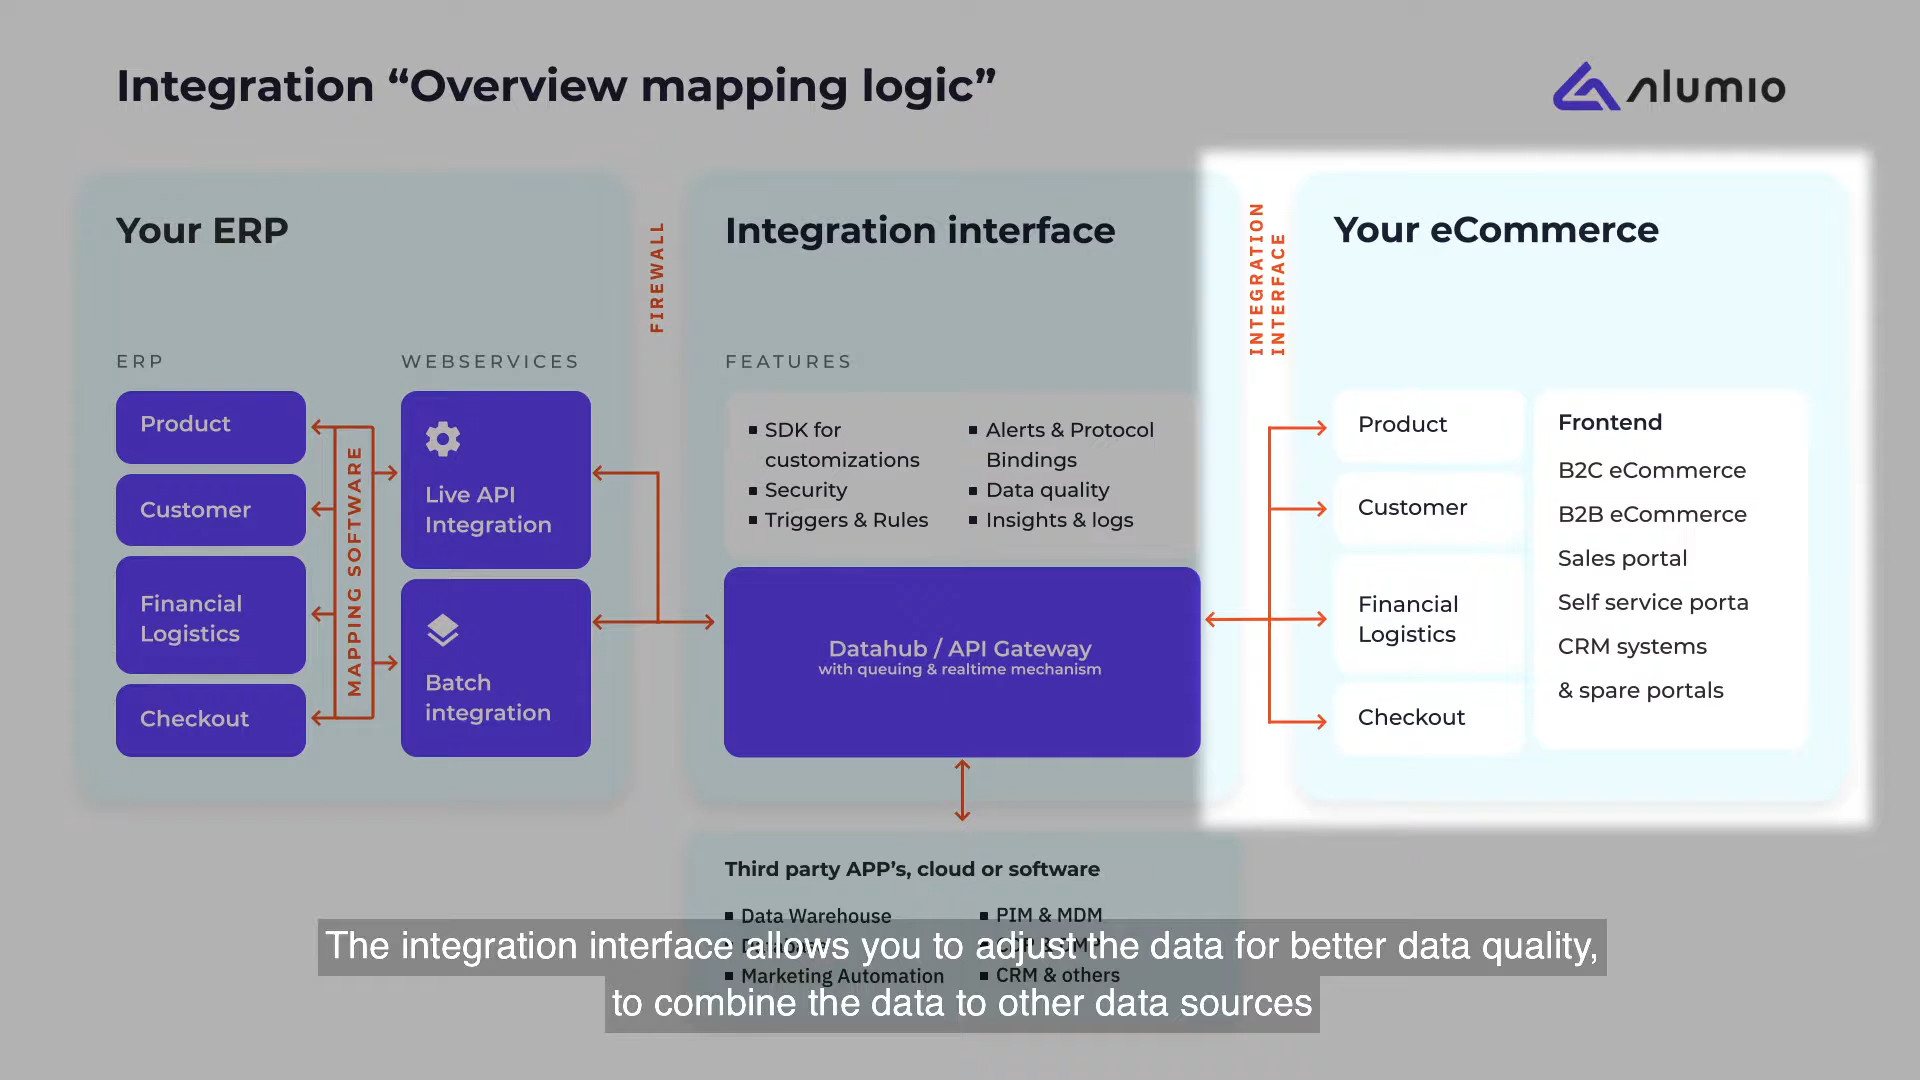 Integration “Overview mapping logic”
alumio
Your ERP
FIREWALL
Integration interface
INTEGRATION
INTERFACE
Your eCommerce
ERP
WEBSERVICES
FEATURES
Product
Customer
Financial
Logistics
Checkout
MAPPING SOFTWARE
Live API
Integration
Batch
integration
SDK for
customizations
Security
Triggers & Rules
Alerts & Protocol
Bindings
Data quality
Insights & logs
Datahub / API Gateway
with queuing & realtime mechanism
Product
Customer
Financial
Logistics
Checkout
Frontend
B2C eCommerce
B2B eCommerce
Sales portal
Self service porta
CRM systems
& spare portals
Third party APP’s, cloud or software
Data Warehouse
Marketing Automation
PIM & MDM
CRM & others
The integration interface allows you to adjust the data for better data quality,
to combine the data to other data sources